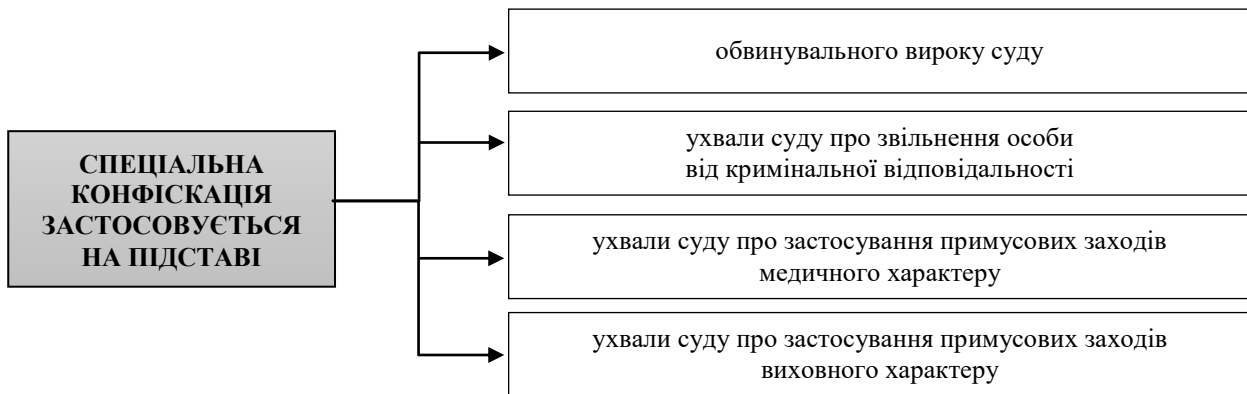 СПЕЦІАЛЬНА
КОНФІСКАЦІЯ
ЗАСТОСОВУЄТЬСЯ
НА ПІДСТАВІ
обвинувального вироку суду
ухвали суду про звільнення особи
від кримінальної відповідальності
ухвали суду про застосування примусових заходів
медичного характеру
ухвали суду про застосування примусових заходів
виховного характеру